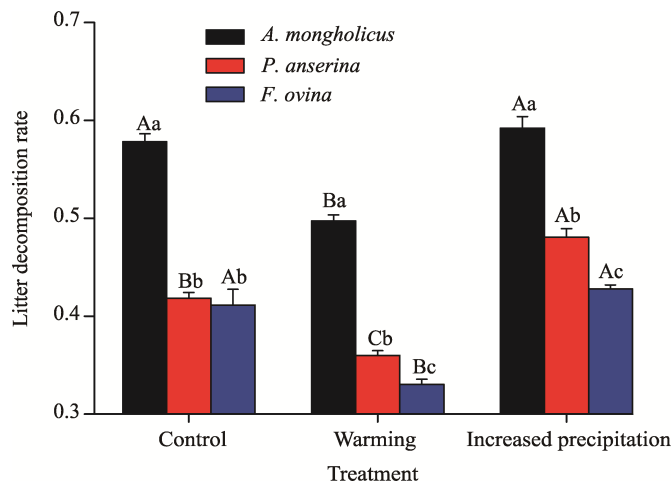 0.7
0.6
0.5
0.4
0.3
Litter decomposition rate
A. mongholicus
P. anserina
F. ovina
Aa
Bb
Ab
Ba
Cb
Bc
Aa
Ab
Ac
Control
Warming
Increased precipitation
Treatment